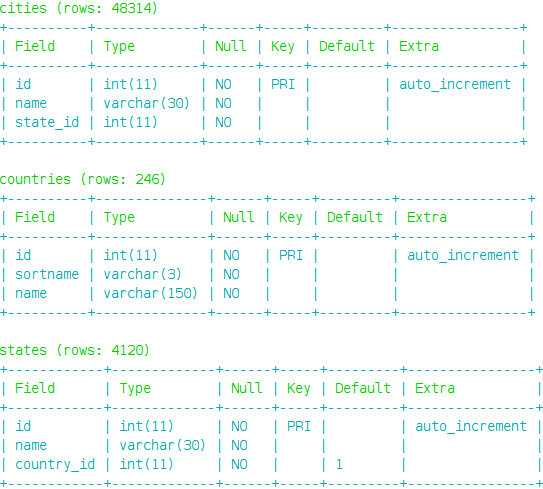 cities (rows: 48314)
+----------+-------------+------+-----+---------+----------------+
| Field    | Type        | Null | Key | Default | Extra          |
+----------+-------------+------+-----+---------+----------------+
| id       | int(11)     | NO   | PRI |         | auto_increment |
| name     | varchar(30) | NO   |     |         |                |
| state_id | int(11)     | NO   |     |         |                |
+----------+-------------+------+-----+---------+----------------+
countries (rows: 246)
+----------+--------------+------+-----+---------+----------------+
| Field    | Type         | Null | Key | Default | Extra          |
+----------+--------------+------+-----+---------+----------------+
| id       | int(11)      | NO   | PRI |         | auto_increment |
| sortname | varchar(3)   | NO   |     |         |                |
| name     | varchar(150) | NO   |     |         |                |
+----------+--------------+------+-----+---------+----------------+
states (rows: 4120)
+------------+-------------+------+-----+---------+----------------+
| Field      | Type        | Null | Key | Default | Extra          |
+------------+-------------+------+-----+---------+----------------+
| id         | int(11)     | NO   | PRI |         | auto_increment |
| name       | varchar(30) | NO   |     |         |                |
| country_id | int(11)     | NO   |     | 1       |                |
+------------+-------------+------+-----+---------+----------------+